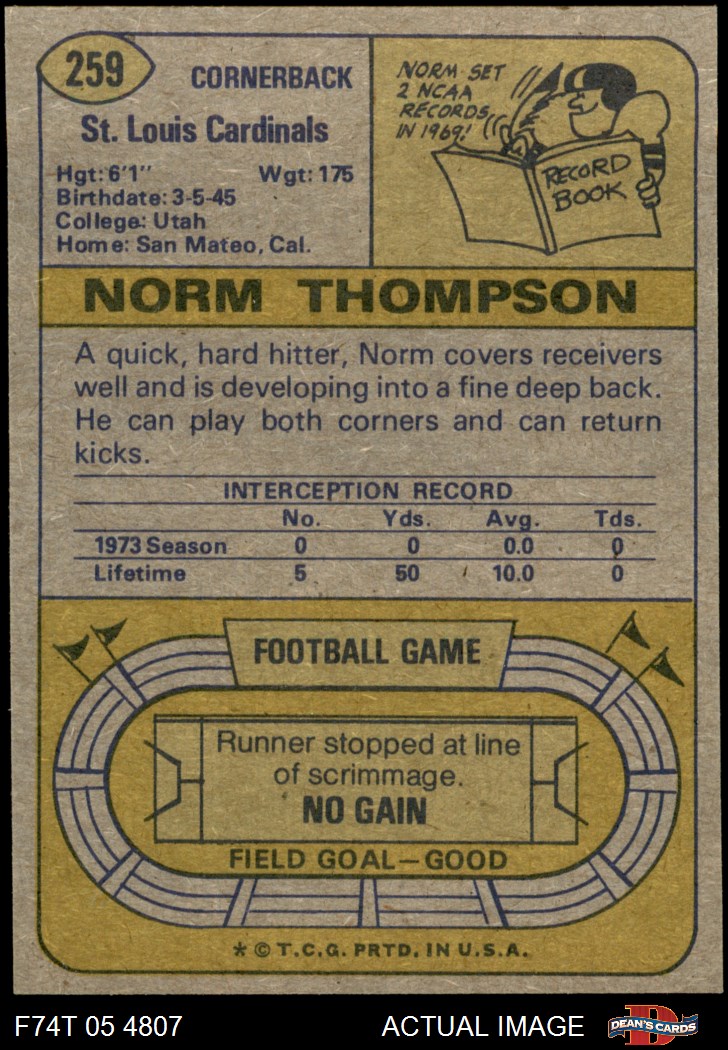 259
CORNERBACK
St. Louis Cardinals
Hgt: 6'1" Wgt: 175
Birthdate: 3-5-45
College: Utah
Home: San Mateo, Cal.
NORM SET
2 NCAA
RECORDS
IN 1969!
RECORD
BOOK
NORM THOMPSON
A quick, hard hitter, Norm covers receivers
well and is developing into a fine deep back.
He can play both corners and can return
kicks.
INTERCEPTION RECORD
No. Yds. Avg. Tds.
1973 Season 0 0 0.0 0
Lifetime 5 50 10.0 0
FOOTBALL GAME
Runner stopped at line
of scrimmage.
NO GAIN
FIELD GOAL—GOOD
* © T.C.G. PRTD. IN U.S.A.
F74T 05 4807 ACTUAL IMAGE DEAN'S CARDS